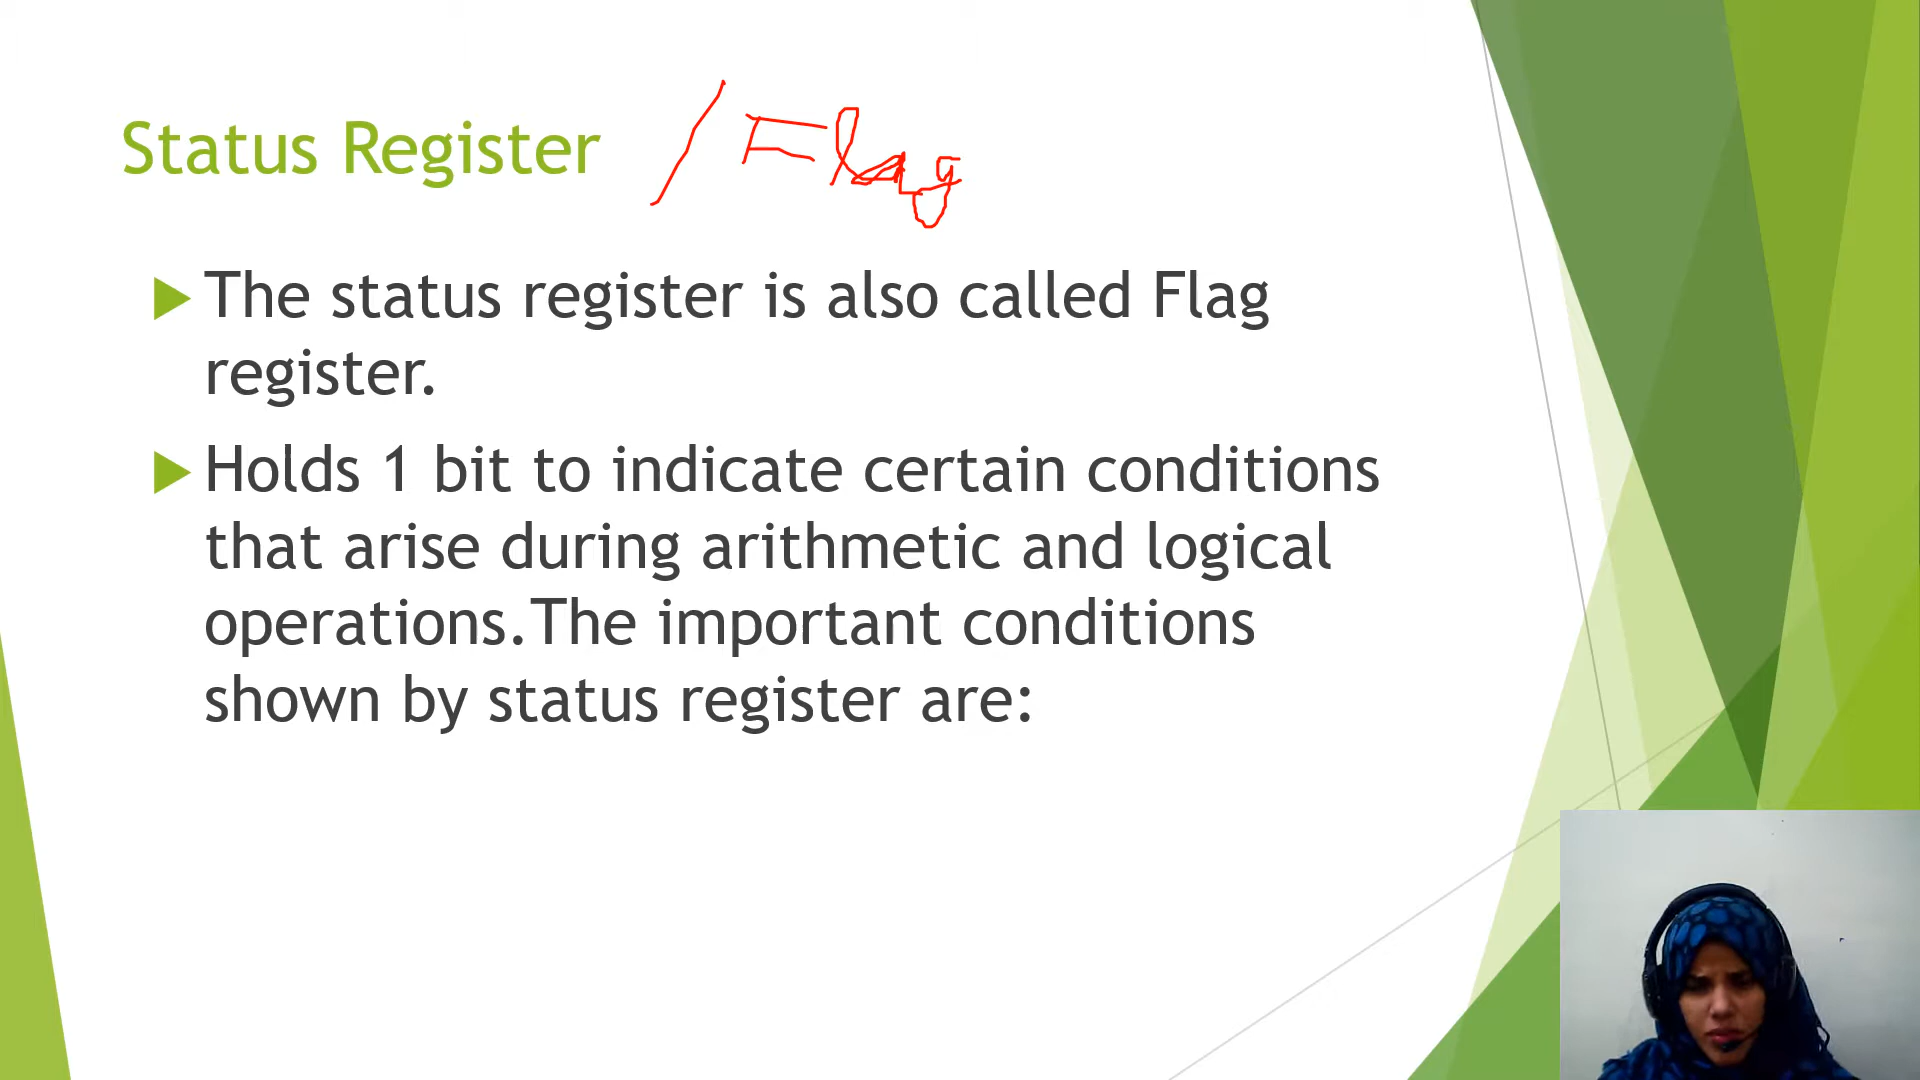 Status Register / Flag
The status register is also called Flag
register.
Holds 1 bit to indicate certain conditions
that arise during arithmetic and logical
operations.The important conditions
shown by status register are: